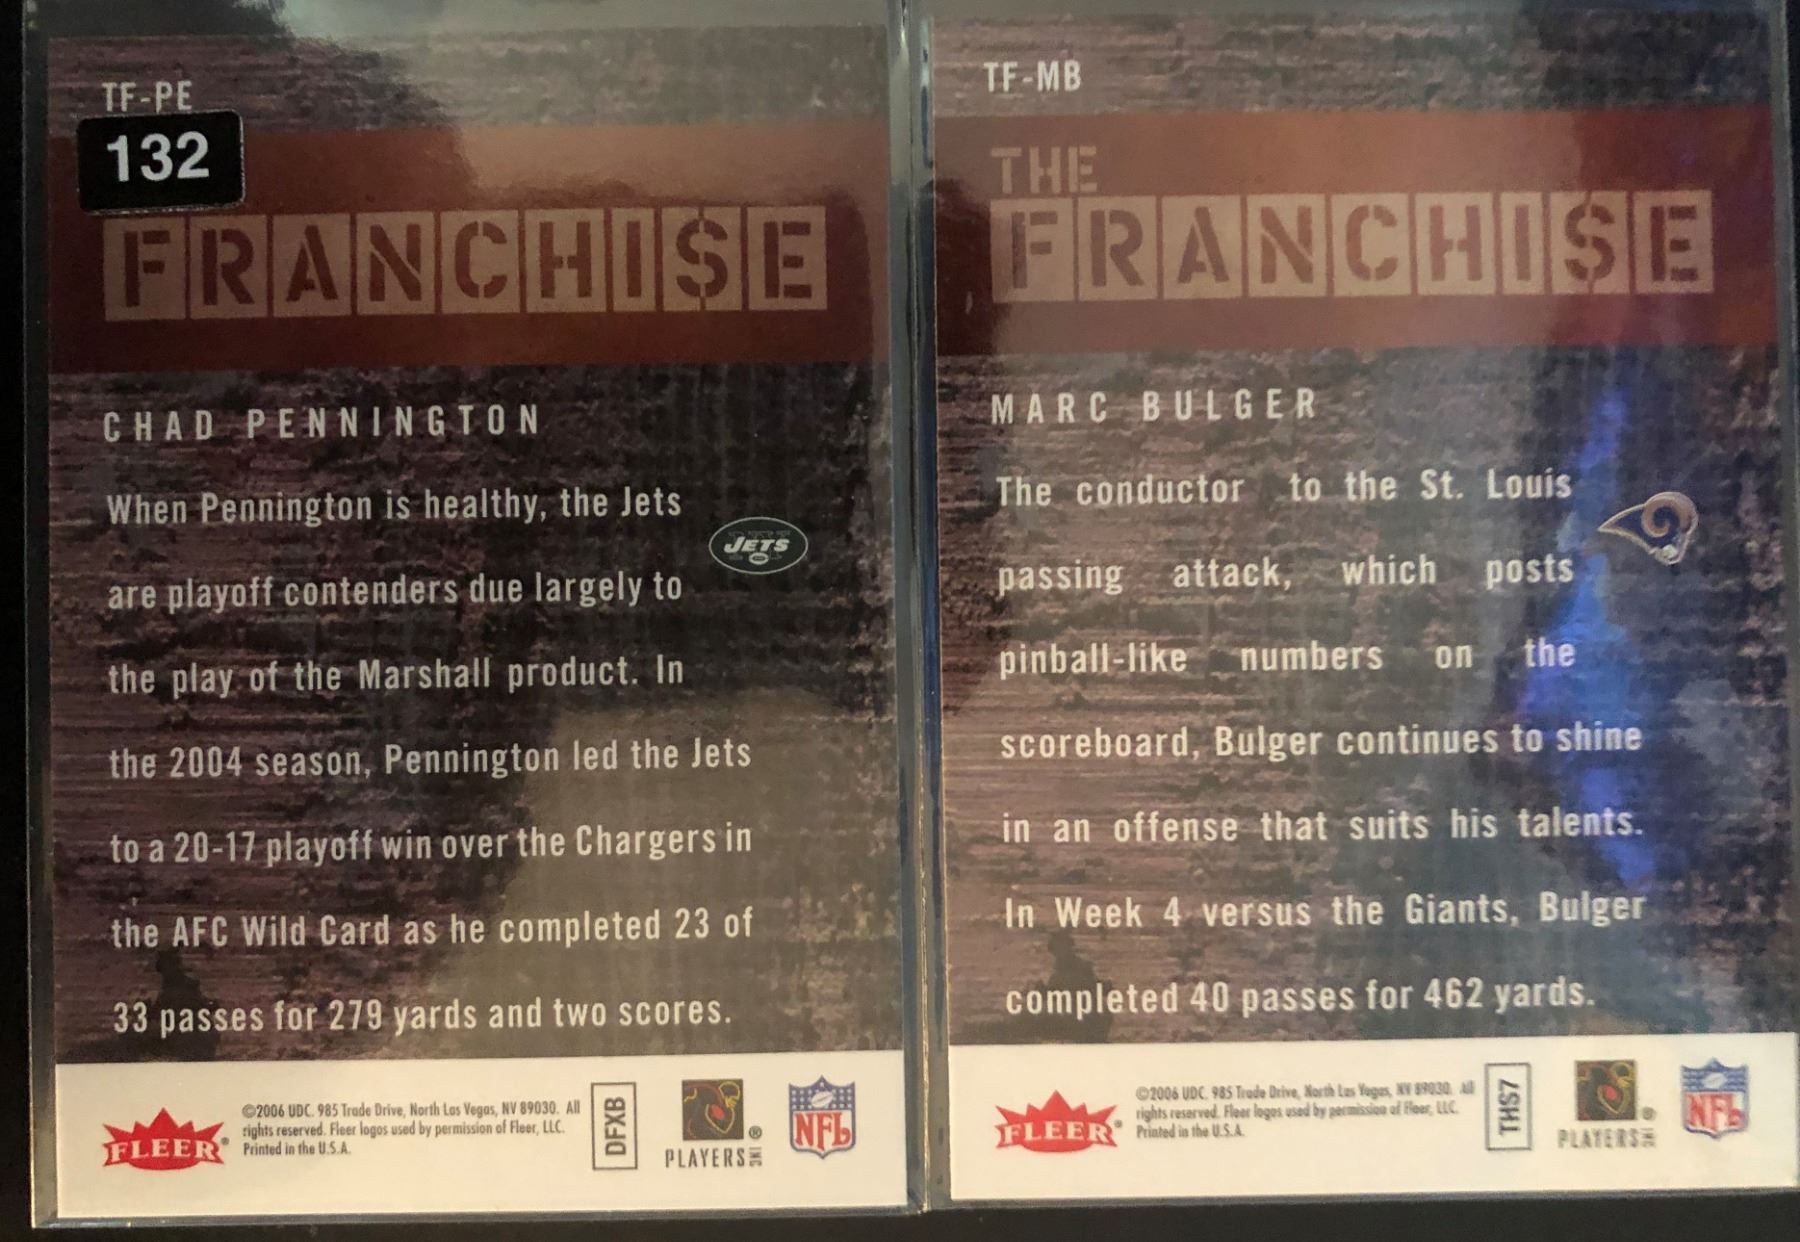 TF-PE
132
FRANCHISE
CHAD PENNINGTON
When Pennington is healthy, the Jets
are playoff contenders due largely to
the play of the Marshall product. In
the 2004 season, Pennington led the Jets
to a 20-17 playoff win over the Chargers in
the AFC Wild Card as he completed 23 of
33 passes for 279 yards and two scores.
JETS
FLEER®
©2006 UDC. 985 Trade Drive, North Las Vegas, NV 89030. All
rights reserved. Fleer logos used by permission of Fleer, LLC.
Printed in the U.S.A.
DFXB
PLAYERS INC ®
NFL
TF-MB
THE
FRANCHISE
MARC BULGER
The conductor to the St. Louis
passing attack, which posts
pinball-like numbers on the
scoreboard, Bulger continues to shine
in an offense that suits his talents.
In Week 4 versus the Giants, Bulger
completed 40 passes for 462 yards.
FLEER®
©2006 UDC. 985 Trade Drive, North Las Vegas, NV 89030. All
rights reserved. Fleer logos used by permission of Fleer, LLC.
Printed in the U.S.A.
THS7
PLAYERS INC ®
NFL